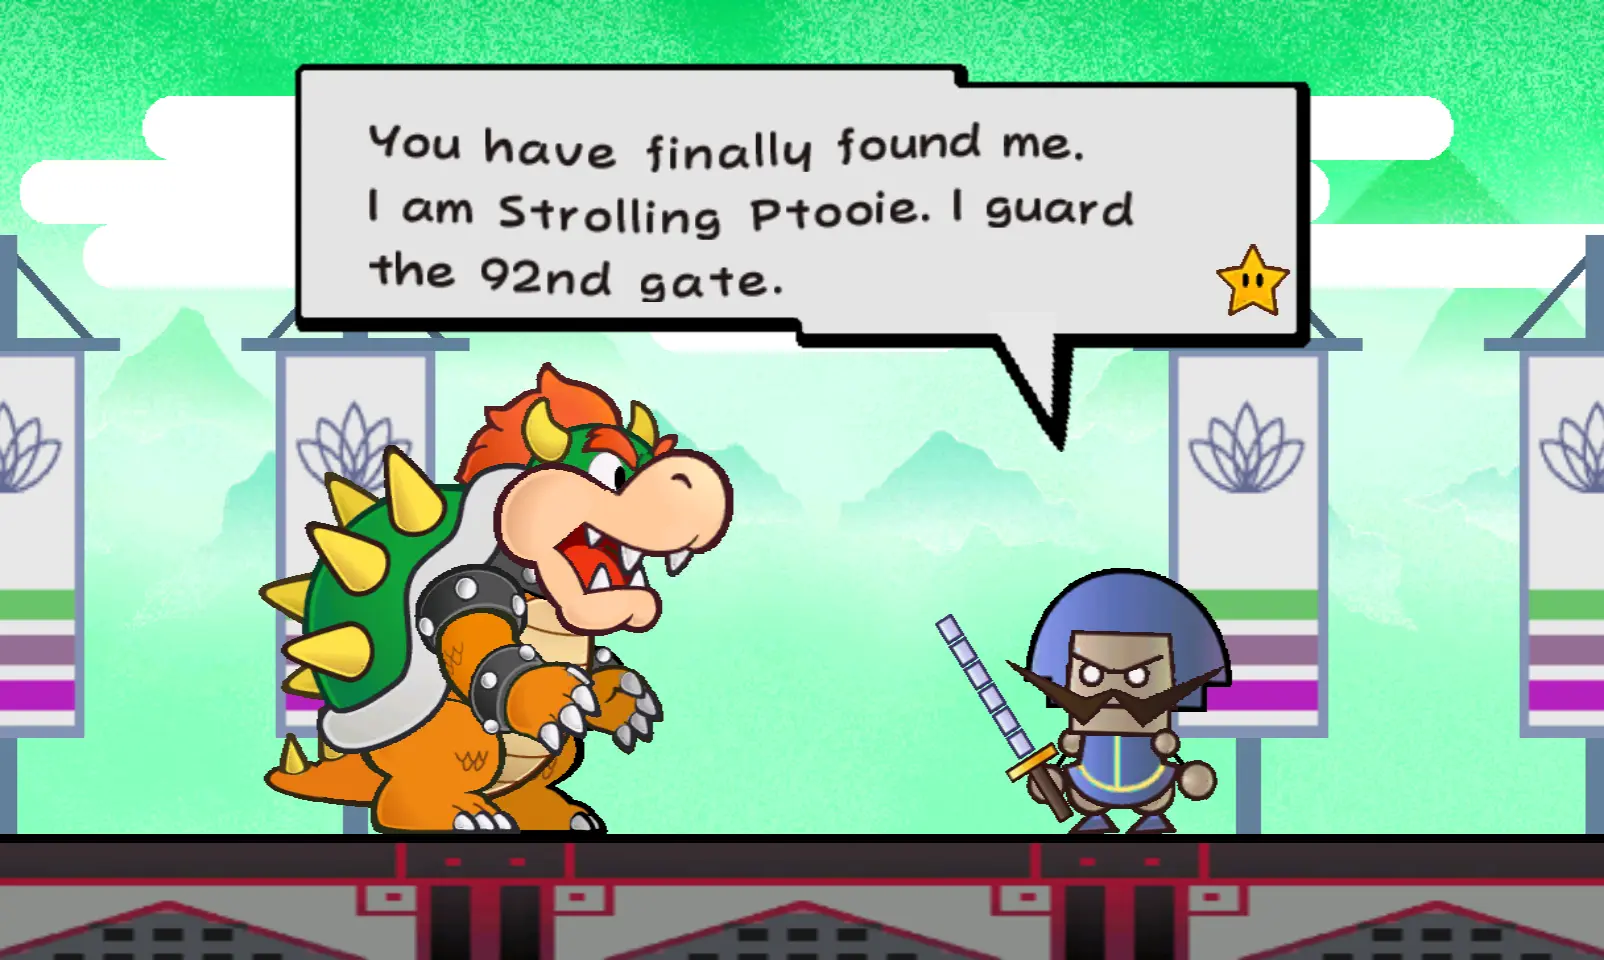 You have finally found me.
I am Strolling Ptooie. I guard
the 92nd gate.